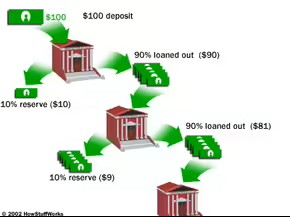 $100
$100 deposit
90% loaned out ($90)
10% reserve ($10)
90% loaned out ($81)
10% reserve ($9)
© 2002 HowStuffWorks